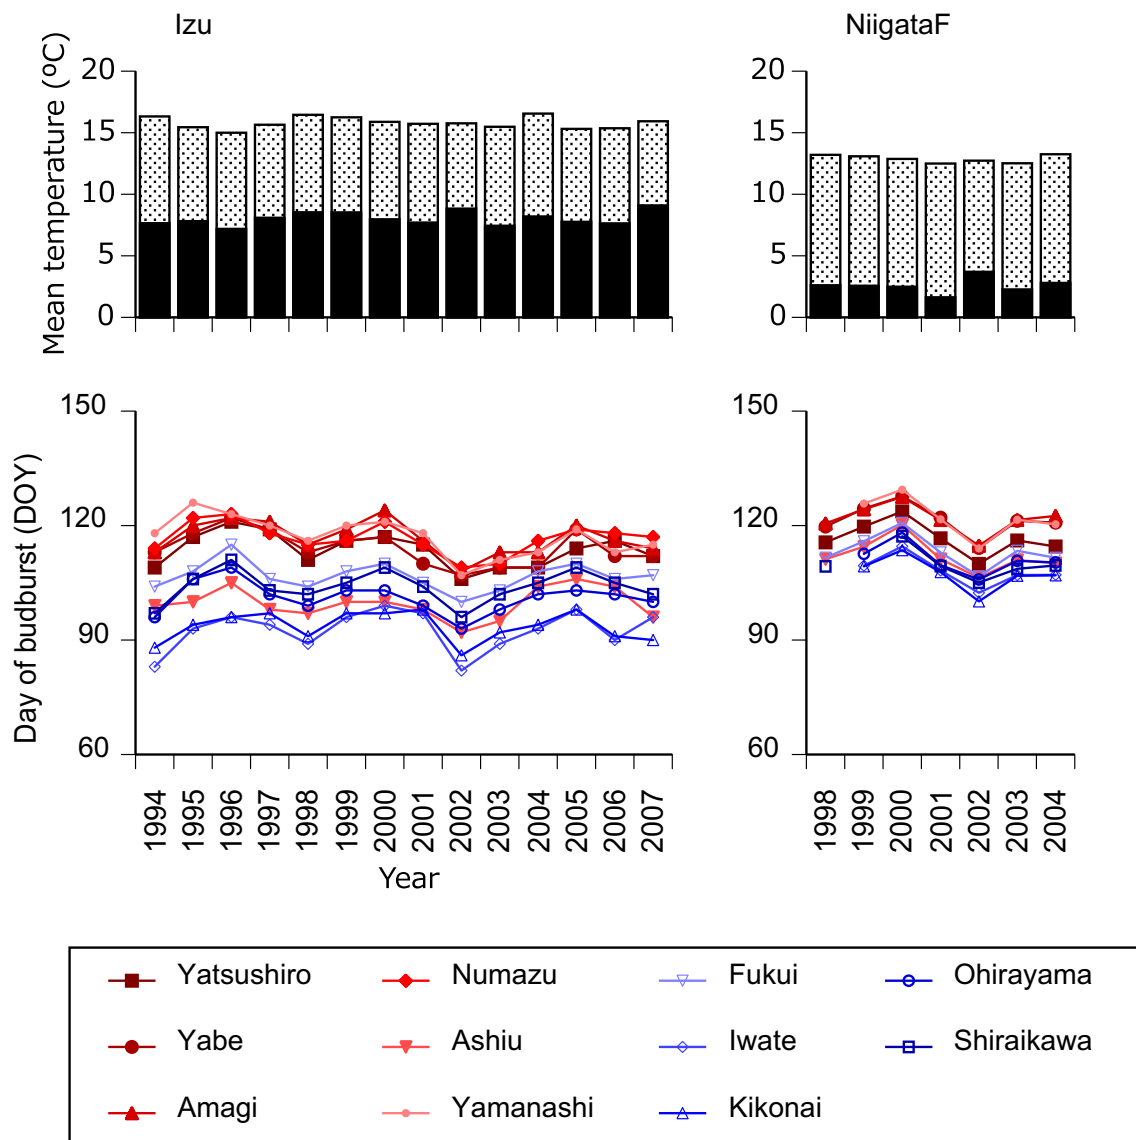 Izu
NiigataF
Mean temperature (ºC)
20
15
10
5
0
20
15
10
5
0
Day of budburst (DOY)
150
120
90
60
150
120
90
60
1994 1995 1996 1997 1998 1999 2000 2001 2002 2003 2004 2005 2006 2007
1998 1999 2000 2001 2002 2003 2004
Year
Yatsushiro Numazu Fukui Ohirayama
Yabe Ashiu Iwate Shiraikawa
Amagi Yamanashi Kikonai